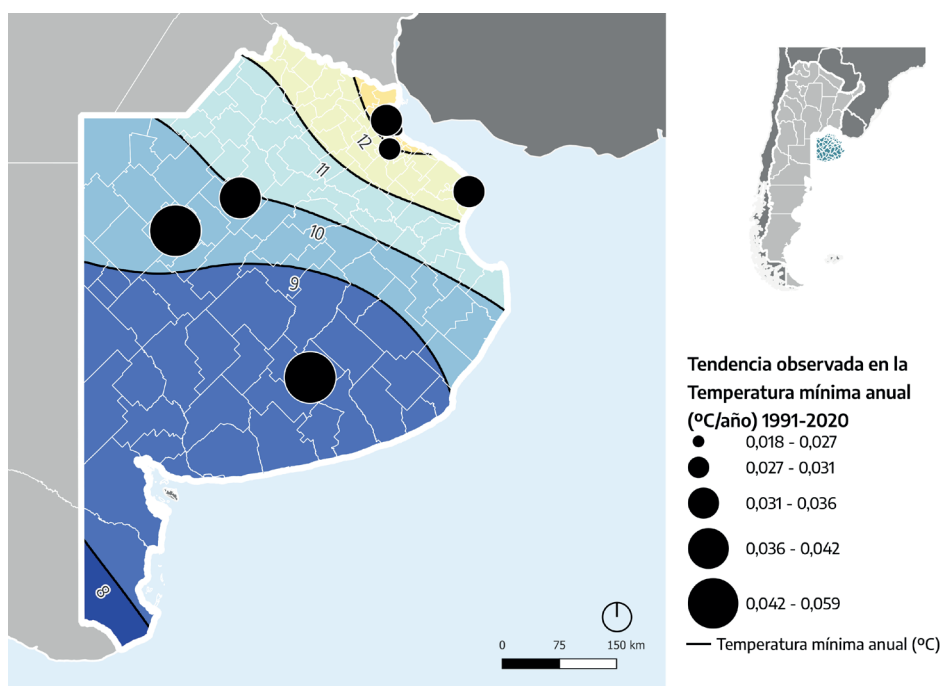 12
11
10
9
8
0 75 150 km
Tendencia observada en la
Temperatura mínima anual
(ºC/año) 1991-2020
0,018 - 0,027
0,027 - 0,031
0,031 - 0,036
0,036 - 0,042
0,042 - 0,059
Temperatura mínima anual (ºC)